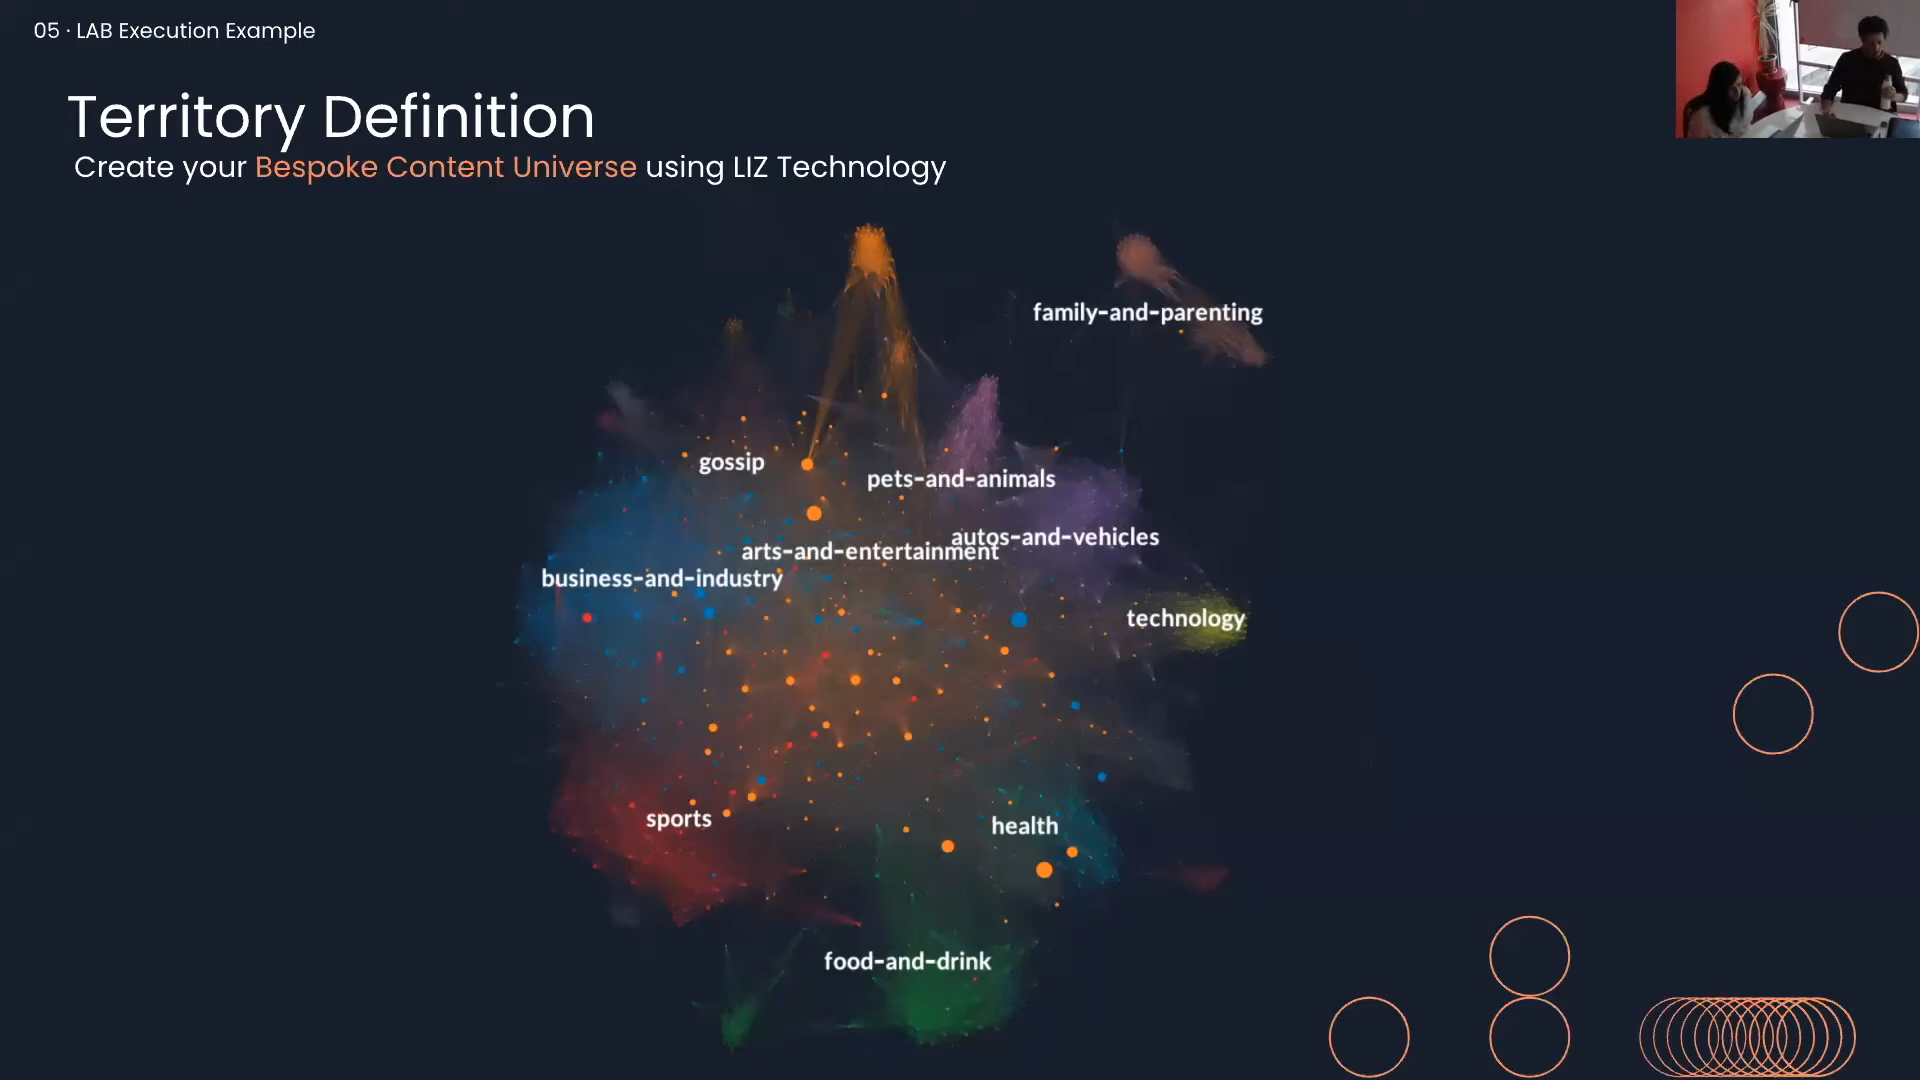 05 · LAB Execution Example
Territory Definition
Create your Bespoke Content Universe using LIZ Technology
family-and-parenting
gossip
pets-and-animals
autos-and-vehicles
arts-and-entertainment
business-and-industry
technology
sports
health
food-and-drink